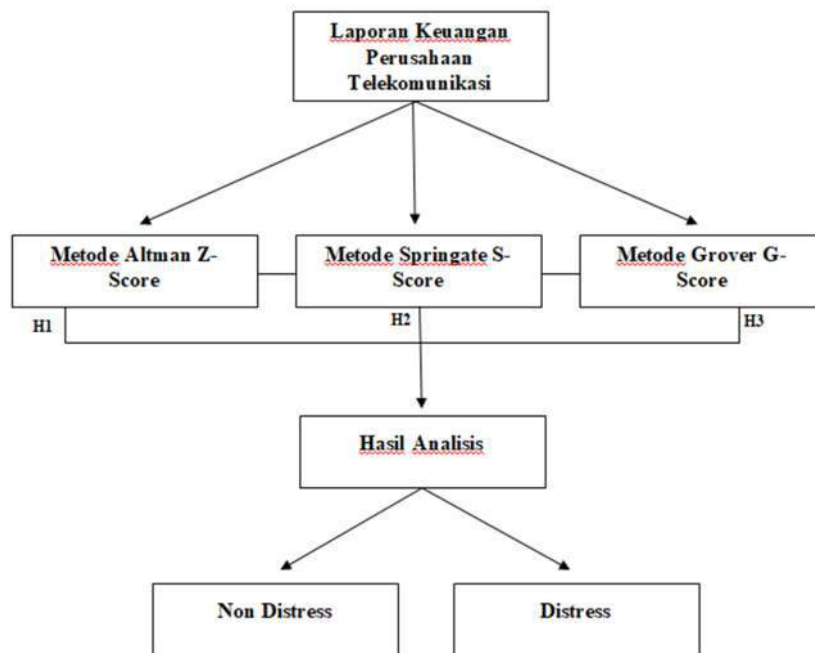 Laporan Keuangan
Perusahaan
Telekomunikasi
Metode Altman Z-
Score
Metode Springate S-
Score
Metode Grover G-
Score
H1
H2
H3
Hasil Analisis
Non Distress
Distress